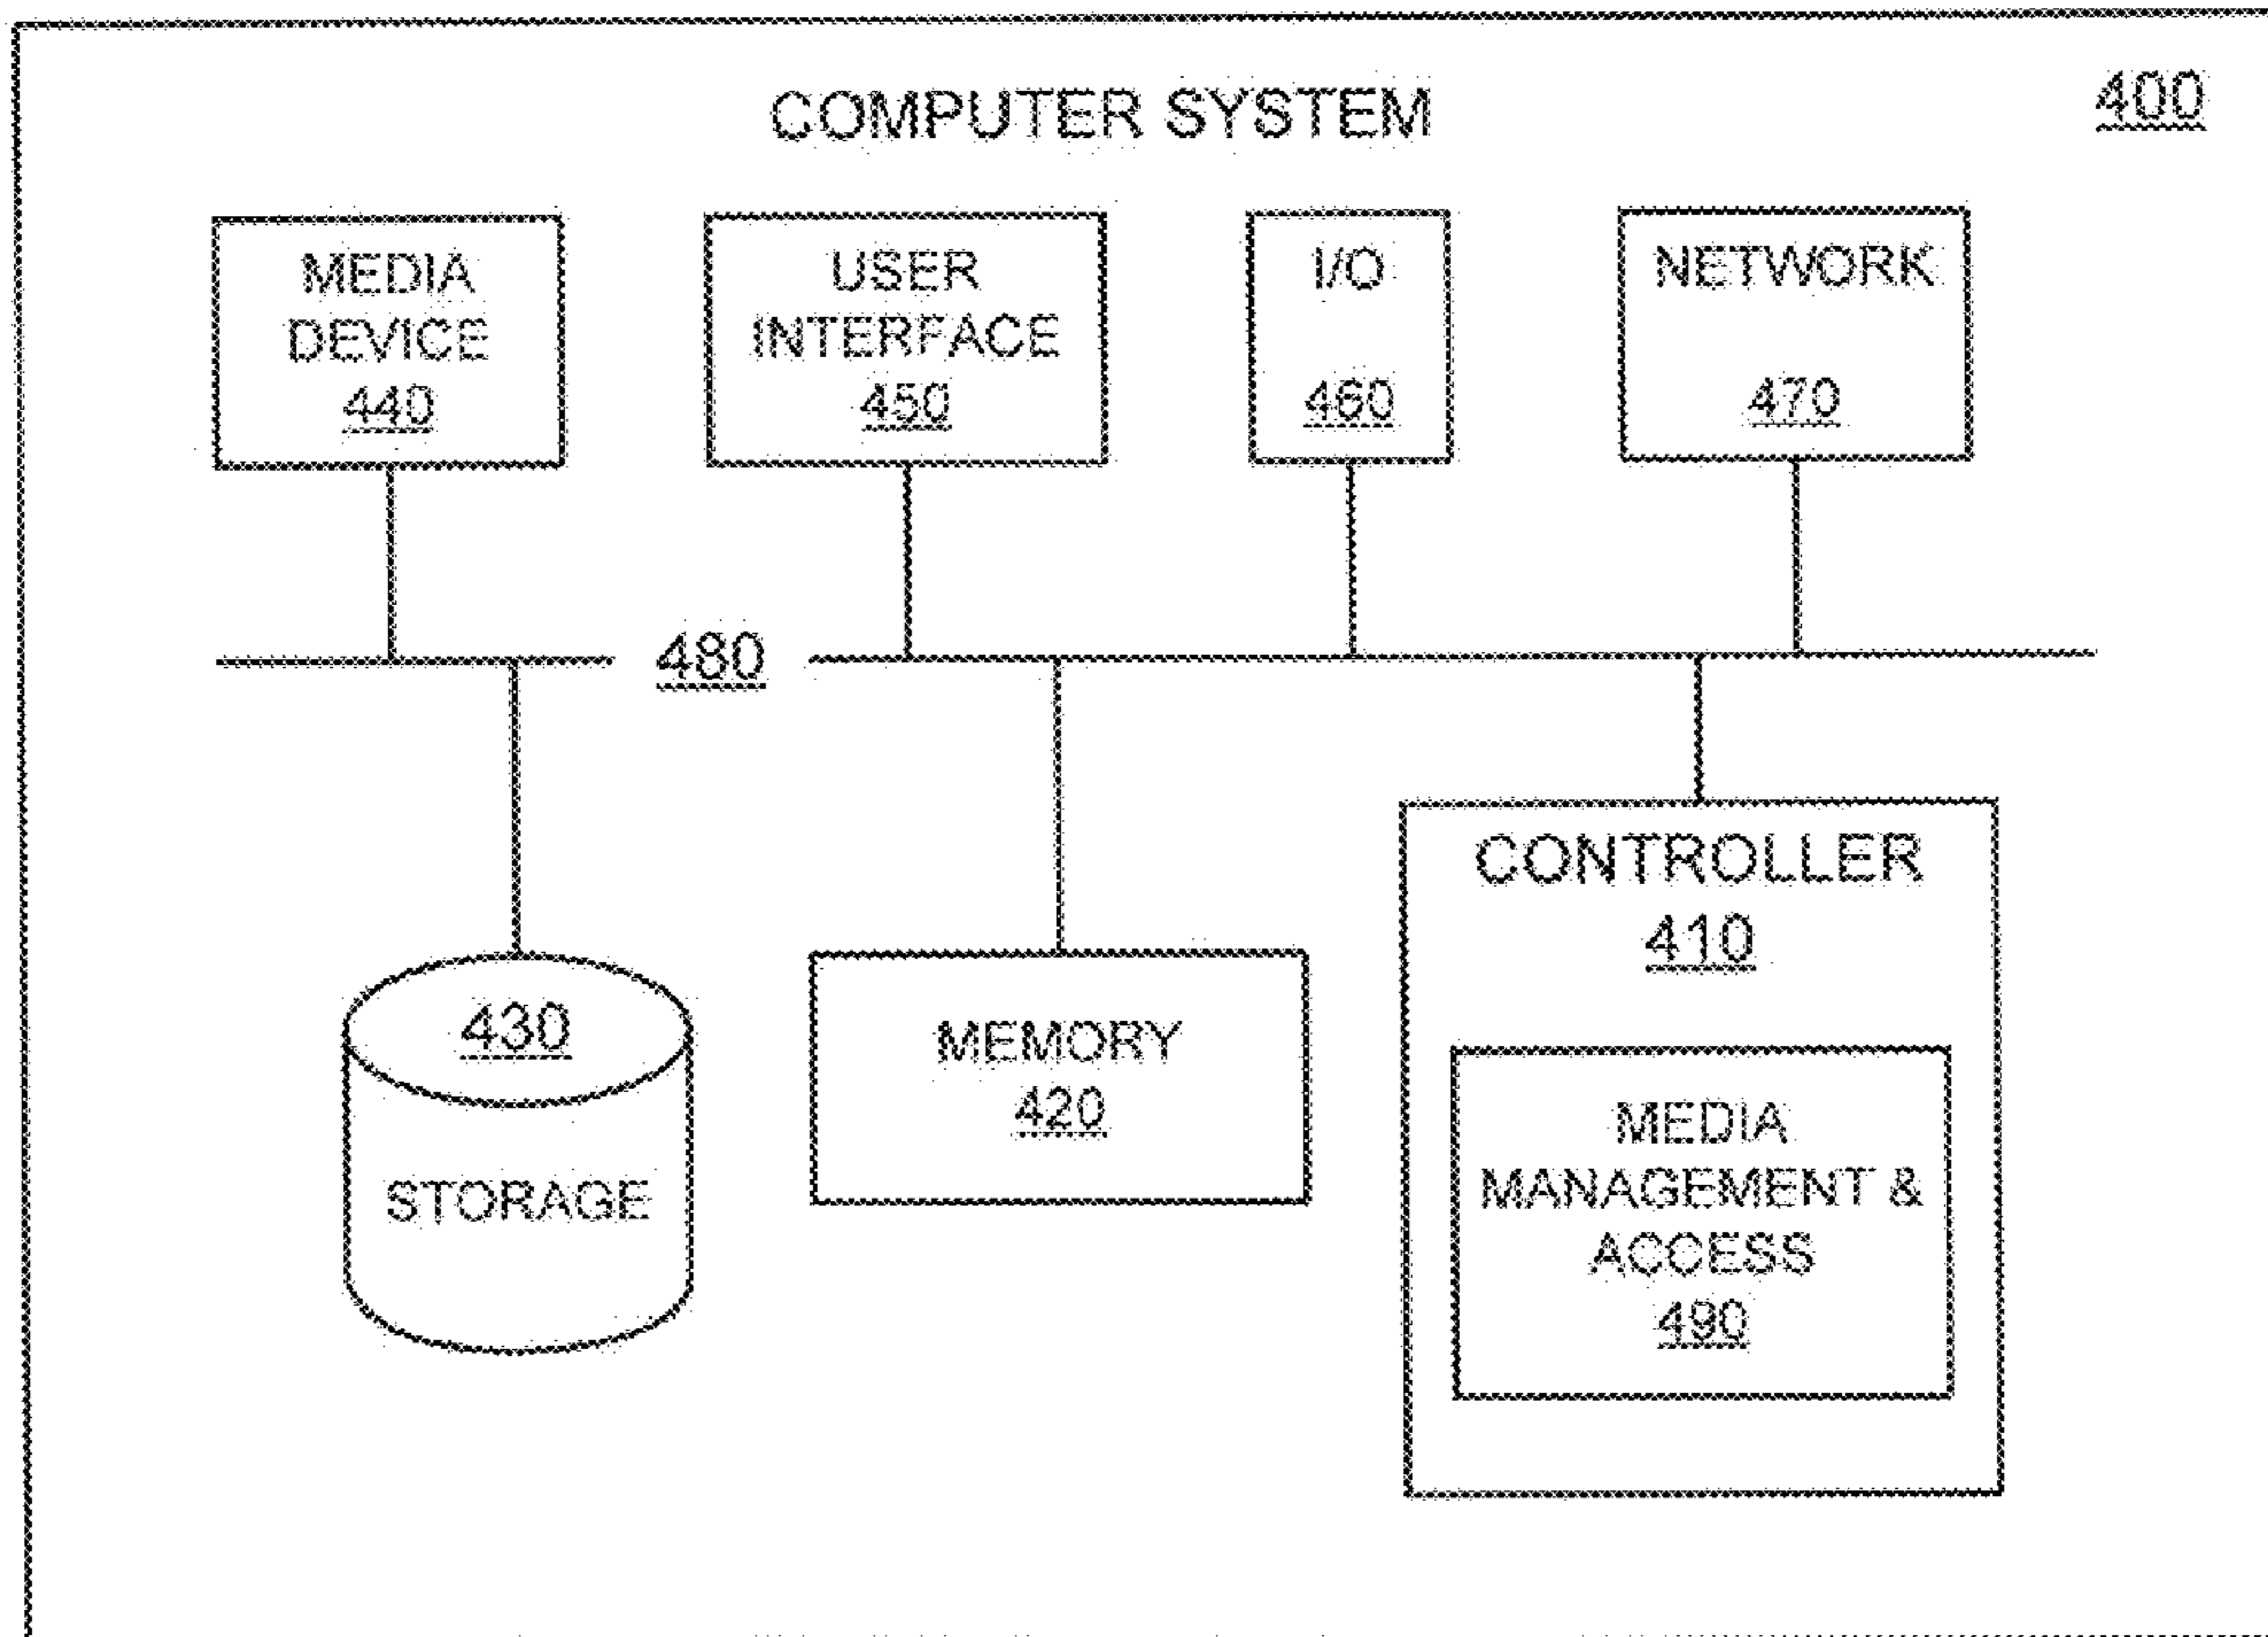 COMPUTER SYSTEM
400
MEDIA
DEVICE
440
USER
INTERFACE
450
I/O
460
NETWORK
470
480
430
STORAGE
MEMORY
420
CONTROLLER
410
MEDIA
MANAGEMENT &
ACCESS
490